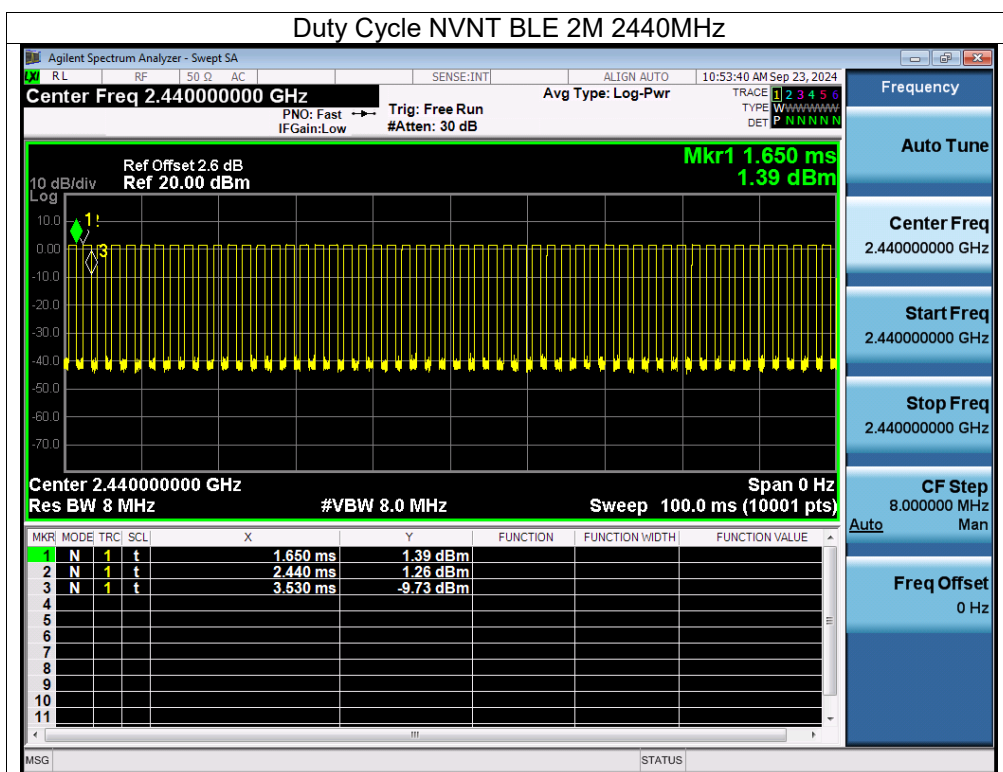 Duty Cycle NVNT BLE 2M 2440MHz
Agilent Spectrum Analyzer - Swept SA
LXI RL RF 50 Ω AC SENSE:INT ALIGN AUTO 10:53:40 AM Sep 23, 2024
Center Freq 2.440000000 GHz
PNO: Fast
IFGain:Low
Trig: Free Run
#Atten: 30 dB
Avg Type: Log-Pwr
TRACE 1 2 3 4 5 6
TYPE WWWWWW
DET P N N N N N
Mkr1 1.650 ms
1.39 dBm
Ref Offset 2.6 dB
10 dB/div Ref 20.00 dBm
Log
10.0
0.00
-10.0
-20.0
-30.0
-40.0
-50.0
-60.0
-70.0
1
3
Center 2.440000000 GHz Span 0 Hz
Res BW 8 MHz #VBW 8.0 MHz Sweep 100.0 ms (10001 pts)
MKR MODE TRC SCL X Y FUNCTION FUNCTION WIDTH FUNCTION VALUE
1 N 1 t 1.650 ms 1.39 dBm
2 N 1 t 2.440 ms 1.26 dBm
3 N 1 t 3.530 ms -9.73 dBm
4
5
6
7
8
9
10
11
MSG STATUS
Frequency
Auto Tune
Center Freq
2.440000000 GHz
Start Freq
2.440000000 GHz
Stop Freq
2.440000000 GHz
CF Step
8.000000 MHz
Auto Man
Freq Offset
0 Hz